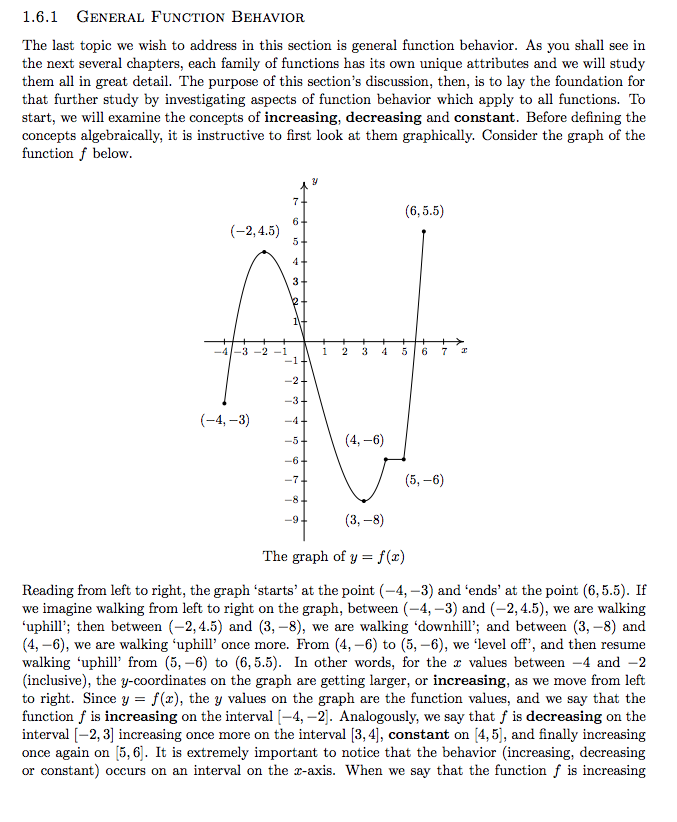 1.6.1 GENERAL FUNCTION BEHAVIOR
The last topic we wish to address in this section is general function behavior. As you shall see in
the next several chapters, each family of functions has its own unique attributes and we will study
them all in great detail. The purpose of this section's discussion, then, is to lay the foundation for
that further study by investigating aspects of function behavior which apply to all functions. To
start, we will examine the concepts of increasing, decreasing and constant. Before defining the
concepts algebraically, it is instructive to first look at them graphically. Consider the graph of the
function f below.
y
7
(6, 5.5)
6
(−2, 4.5)
5
4
3
2
1
−4 −3 −2 −1 1 2 3 4 5 6 7 x
−1
−2
−3
(−4, −3)
−4
−5
(4, −6)
−6
−7
(5, −6)
−8
−9
(3, −8)
The graph of y = f(x)
Reading from left to right, the graph 'starts' at the point (−4, −3) and 'ends' at the point (6, 5.5). If
we imagine walking from left to right on the graph, between (−4, −3) and (−2, 4.5), we are walking
'uphill'; then between (−2, 4.5) and (3, −8), we are walking 'downhill'; and between (3, −8) and
(4, −6), we are walking 'uphill' once more. From (4, −6) to (5, −6), we 'level off', and then resume
walking 'uphill' from (5, −6) to (6, 5.5). In other words, for the x values between −4 and −2
(inclusive), the y-coordinates on the graph are getting larger, or increasing, as we move from left
to right. Since y = f(x), the y values on the graph are the function values, and we say that the
function f is increasing on the interval [−4, −2]. Analogously, we say that f is decreasing on the
interval [−2, 3] increasing once more on the interval [3, 4], constant on [4, 5], and finally increasing
once again on [5, 6]. It is extremely important to notice that the behavior (increasing, decreasing
or constant) occurs on an interval on the x-axis. When we say that the function f is increasing